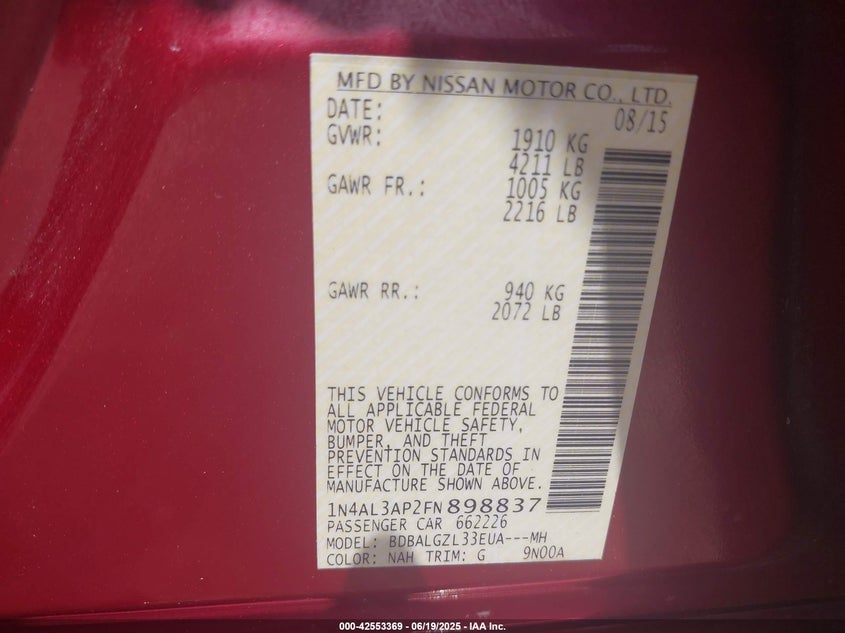 MFD BY NISSAN MOTOR CO., LTD.
DATE: 08/15
GVWR: 1910 KG
4211 LB
GAWR FR.: 1005 KG
2216 LB
GAWR RR.: 940 KG
2072 LB
THIS VEHICLE CONFORMS TO
ALL APPLICABLE FEDERAL
MOTOR VEHICLE SAFETY,
BUMPER, AND THEFT
PREVENTION STANDARDS IN
EFFECT ON THE DATE OF
MANUFACTURE SHOWN ABOVE.
1N4AL3AP2FN898837
PASSENGER CAR 662226
MODEL: BDBALGZL33EUA---MH
COLOR: NAH TRIM: G 9N00A
000-42553369 - 06/19/2025 - IAA Inc.